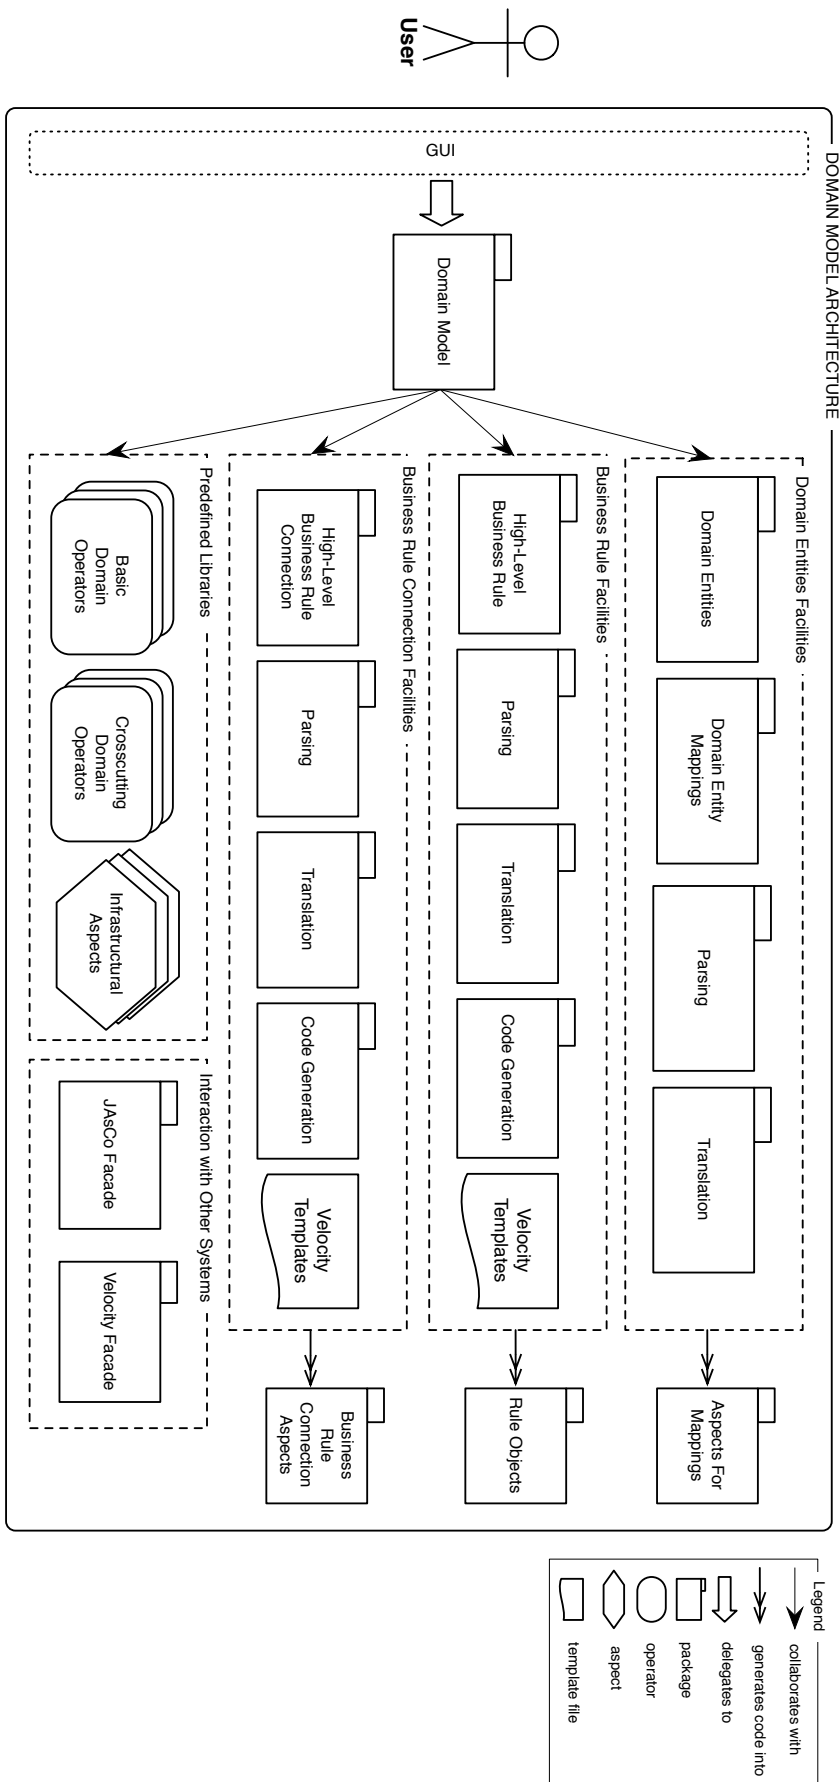 User
DOMAIN MODEL ARCHITECTURE
GUI
Domain Model
Domain Entities Facilities
Domain Entities
Domain Entity
Mappings
Parsing
Translation
Aspects For
Mappings
Business Rule Facilities
High-Level
Business Rule
Parsing
Translation
Code Generation
Velocity
Templates
Rule Objects
Business Rule Connection Facilities
High-Level
Business Rule
Connection
Parsing
Translation
Code Generation
Velocity
Templates
Business
Rule
Connection
Aspects
Predefined Libraries
Basic
Domain
Operators
Crosscutting
Domain
Operators
Infrastructural
Aspects
Interaction with Other Systems
JAsCo Facade
Velocity Facade
Legend
collaborates with
generates code into
delegates to
package
operator
aspect
template file